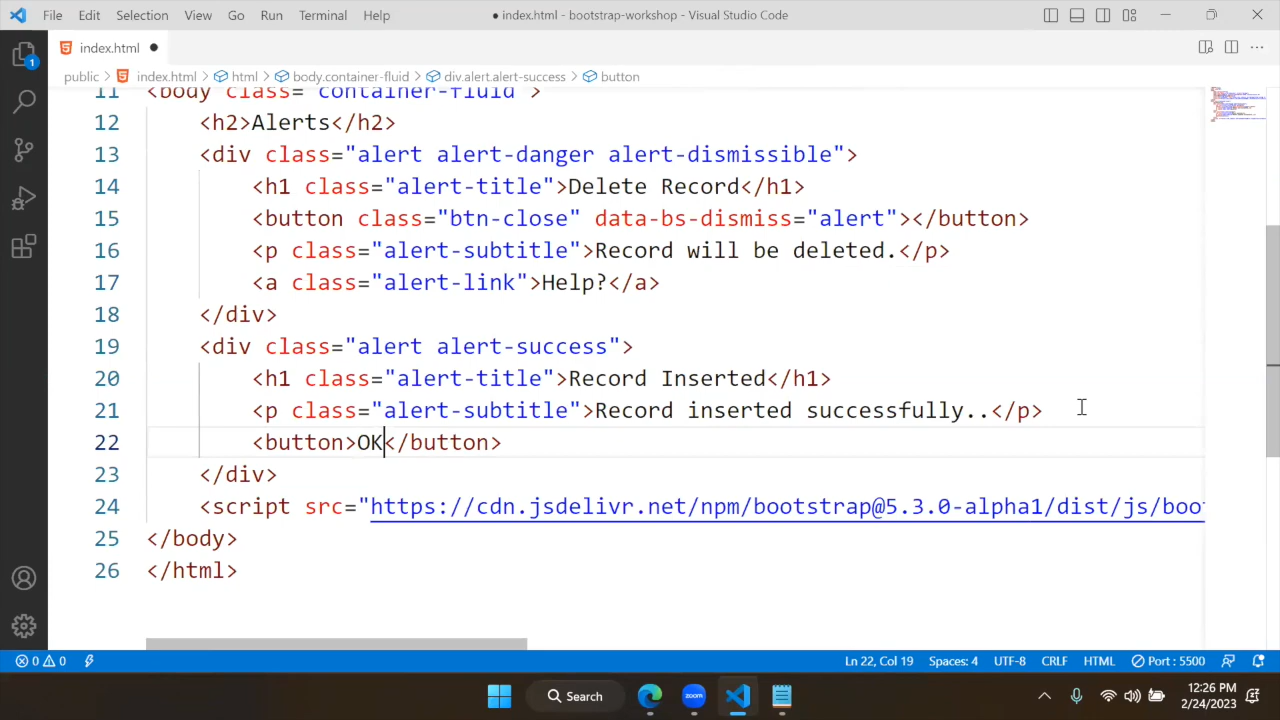 File Edit Selection View Go Run Terminal Help ● index.html - bootstrap-workshop - Visual Studio Code
index.html ●
public > index.html > html > body.container-fluid > div.alert.alert-success > button
11 <body class="container-fluid">
12 <h2>Alerts</h2>
13 <div class="alert alert-danger alert-dismissible">
14 <h1 class="alert-title">Delete Record</h1>
15 <button class="btn-close" data-bs-dismiss="alert"></button>
16 <p class="alert-subtitle">Record will be deleted.</p>
17 <a class="alert-link">Help?</a>
18 </div>
19 <div class="alert alert-success">
20 <h1 class="alert-title">Record Inserted</h1>
21 <p class="alert-subtitle">Record inserted successfully..</p>
22 <button>OK</button>
23 </div>
24 <script src="https://cdn.jsdelivr.net/npm/bootstrap@5.3.0-alpha1/dist/js/boo
25 </body>
26 </html>
1
0 0 Ln 22, Col 19 Spaces: 4 UTF-8 CRLF HTML Port : 5500
Search zoom 12:26 PM
2/24/2023